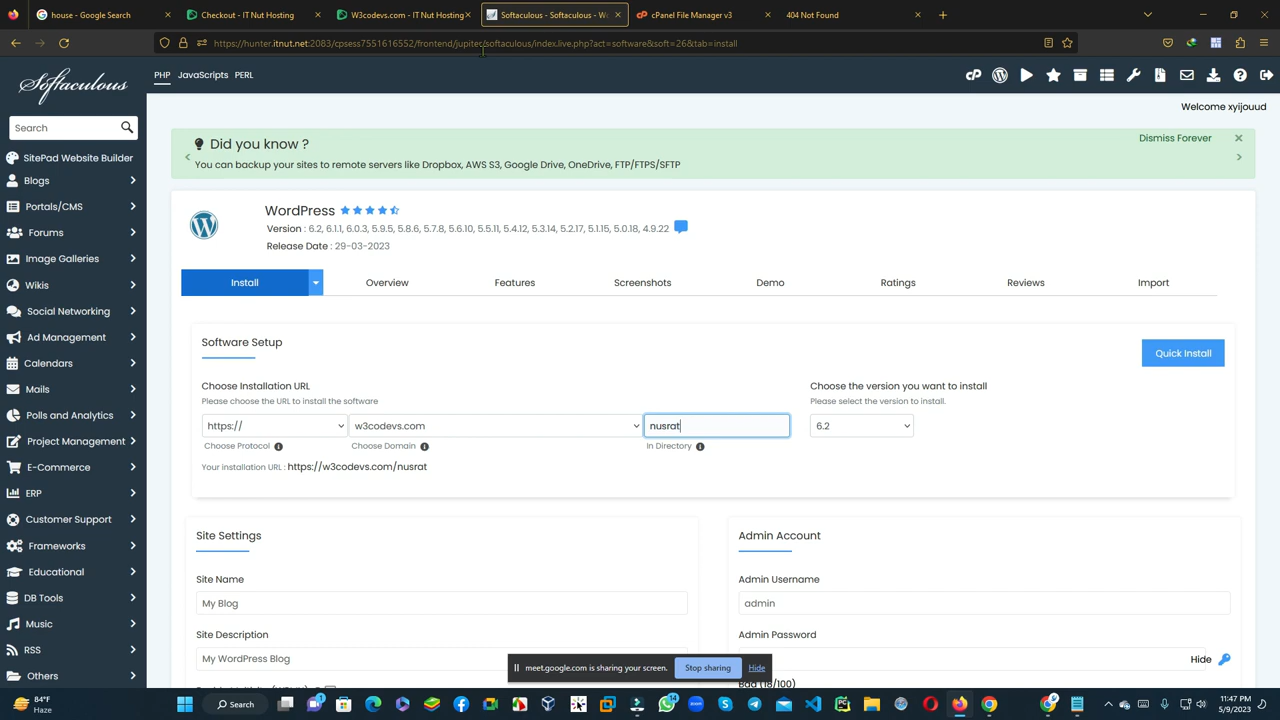 house - Google Search
Checkout - IT Nut Hosting
W3codevs.com - IT Nut Hosting
Softaculous - Softaculous - Wo
cPanel File Manager v3
404 Not Found
https://hunter.itnut.net:2083/cpsess7551616552/frontend/jupiter/softaculous/index.live.php?act=software&soft=26&tab=install
Softaculous
PHP JavaScripts PERL
Welcome xyijouud
Search
SitePad Website Builder
Blogs
Portals/CMS
Forums
Image Galleries
Wikis
Social Networking
Ad Management
Calendars
Mails
Polls and Analytics
Project Management
E-Commerce
ERP
Customer Support
Frameworks
Educational
DB Tools
Music
RSS
Others
Did you know ?
Dismiss Forever
You can backup your sites to remote servers like Dropbox, AWS S3, Google Drive, OneDrive, FTP/FTPS/SFTP
WordPress
Version : 6.2, 6.1.1, 6.0.3, 5.9.5, 5.8.6, 5.7.8, 5.6.10, 5.5.11, 5.4.12, 5.3.14, 5.2.17, 5.1.15, 5.0.18, 4.9.22
Release Date : 29-03-2023
Install Overview Features Screenshots Demo Ratings Reviews Import
Software Setup
Quick Install
Choose Installation URL
Please choose the URL to install the software
https:// w3codevs.com nusrat
Choose Protocol Choose Domain In Directory
Your installation URL : https://w3codevs.com/nusrat
Choose the version you want to install
Please select the version to install.
6.2
Site Settings
Site Name
My Blog
Site Description
My WordPress Blog
Admin Account
Admin Username
admin
Admin Password
Hide
Bad (18/100)
meet.google.com is sharing your screen.
Stop sharing
Hide
84°F
Haze
Search
14
5
11:47 PM
5/9/2023